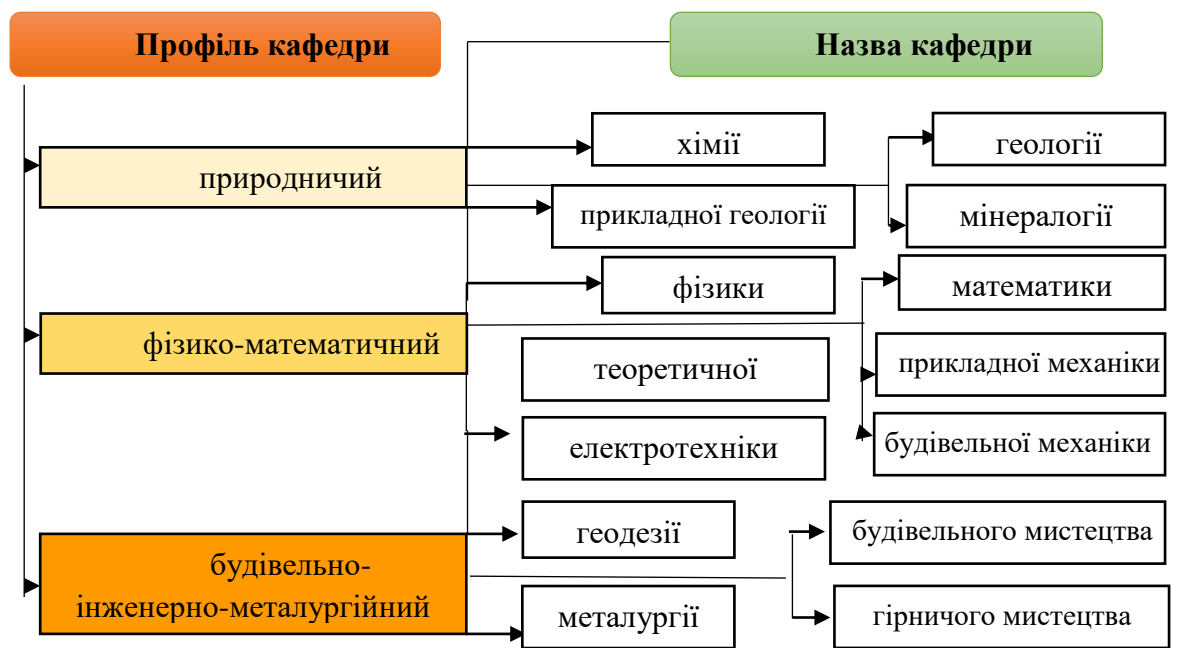 Профіль кафедри
Назва кафедри
природничий
хімії
геології
прикладної геології
мінералогії
фізико-математичний
фізики
математики
теоретичної
прикладної механіки
електротехніки
будівельної механіки
будівельно-
інженерно-металургійний
геодезії
будівельного мистецтва
металургії
гірничого мистецтва